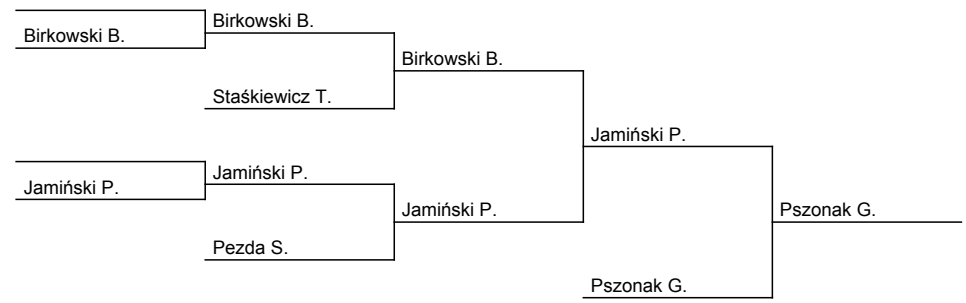 Birkowski B.
Birkowski B.
Birkowski B.
Staśkiewicz T.
Jamiński P.
Jamiński P.
Jamiński P.
Jamiński P.
Pszonak G.
Pezda S.
Pszonak G.